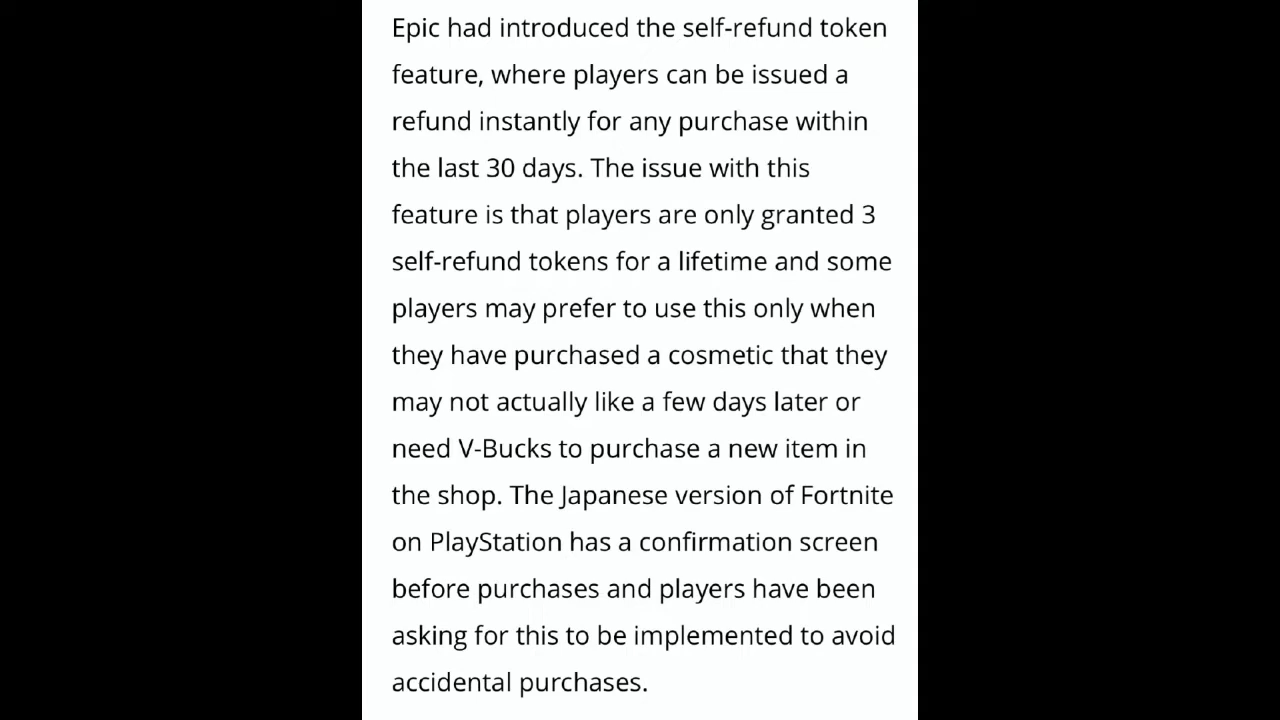 Epic had introduced the self-refund token
feature, where players can be issued a
refund instantly for any purchase within
the last 30 days. The issue with this
feature is that players are only granted 3
self-refund tokens for a lifetime and some
players may prefer to use this only when
they have purchased a cosmetic that they
may not actually like a few days later or
need V-Bucks to purchase a new item in
the shop. The Japanese version of Fortnite
on PlayStation has a confirmation screen
before purchases and players have been
asking for this to be implemented to avoid
accidental purchases.